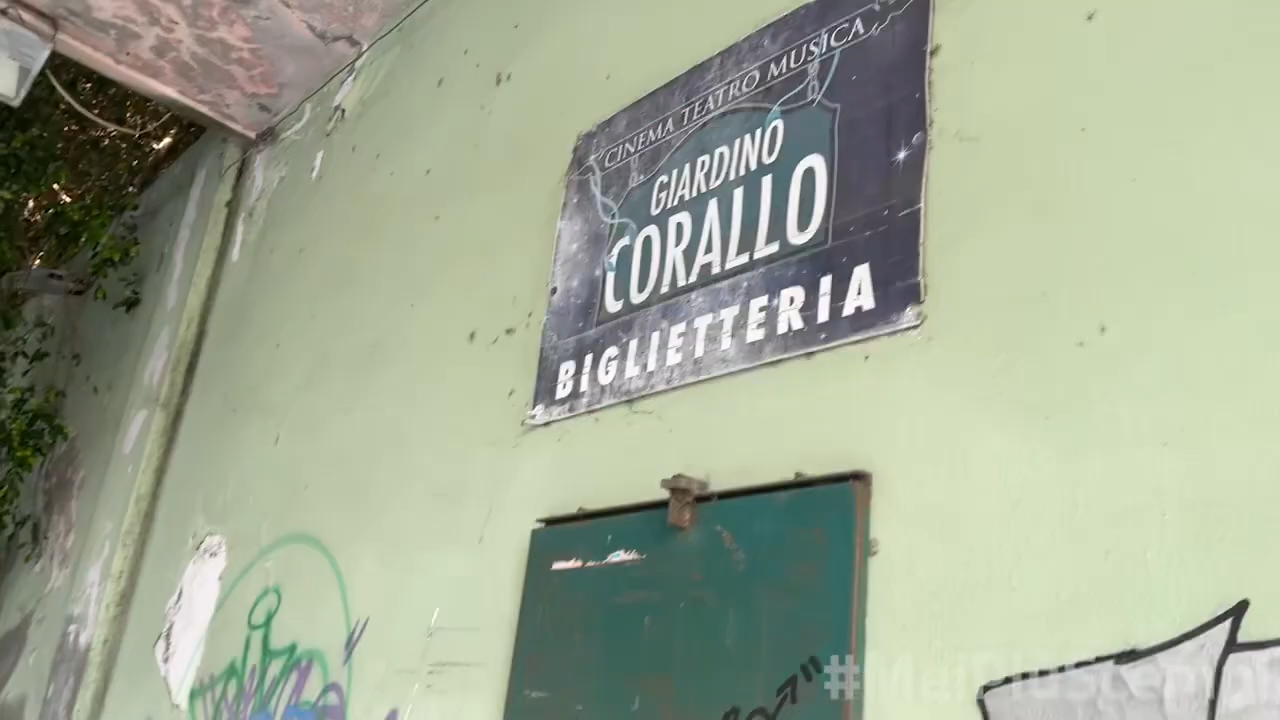 CINEMA TEATRO MUSICA
GIARDINO
CORALLO
BIGLIETTERIA